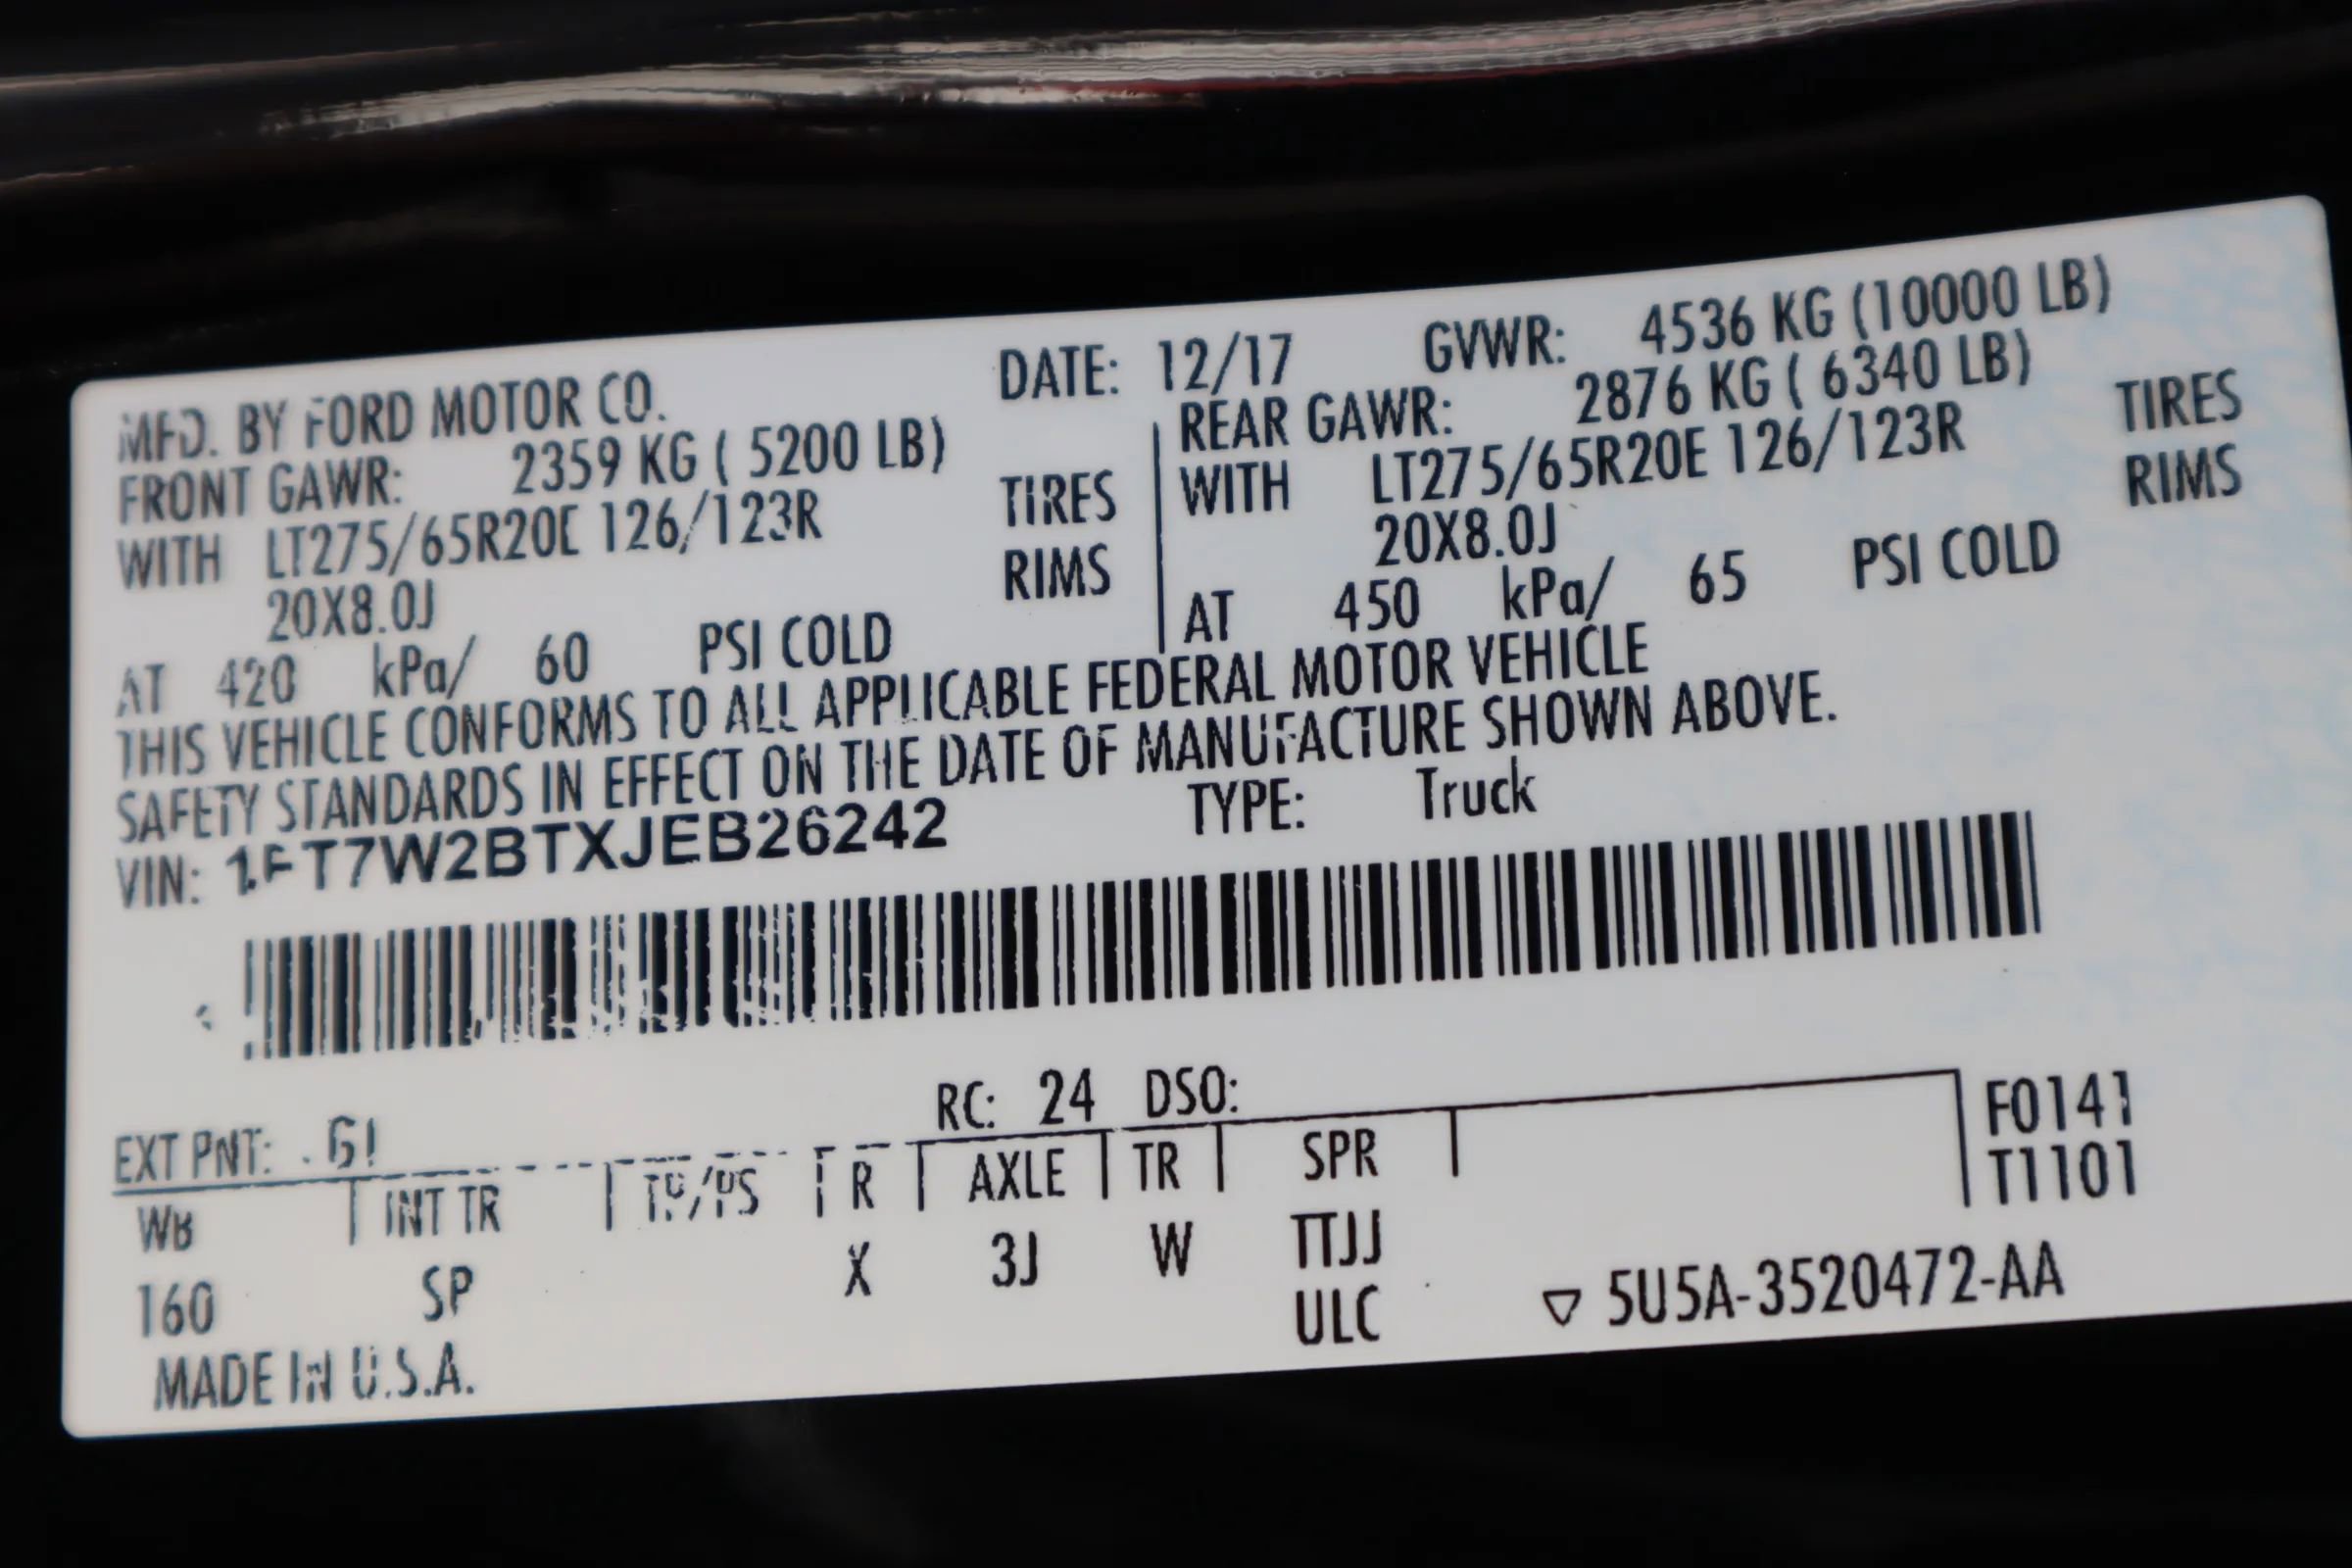 MFD. BY FORD MOTOR CO. DATE: 12/17 GVWR: 4536 KG (10000 LB)
FRONT GAWR: 2359 KG ( 5200 LB) REAR GAWR: 2876 KG ( 6340 LB)
WITH LT275/65R20E 126/123R TIRES WITH LT275/65R20E 126/123R TIRES
20X8.0J RIMS 20X8.0J RIMS
AT 420 kPa/ 60 PSI COLD AT 450 kPa/ 65 PSI COLD
THIS VEHICLE CONFORMS TO ALL APPLICABLE FEDERAL MOTOR VEHICLE
SAFETY STANDARDS IN EFFECT ON THE DATE OF MANUFACTURE SHOWN ABOVE.
VIN: 1FT7W2BTXJEB26242 TYPE: Truck
EXT PNT: G1 RC: 24 DSO: F0141
WB INT TR TP/PS R AXLE TR SPR T1101
160 SP X 3J W TTJJ
ULC ▽ 5U5A-3520472-AA
MADE IN U.S.A.